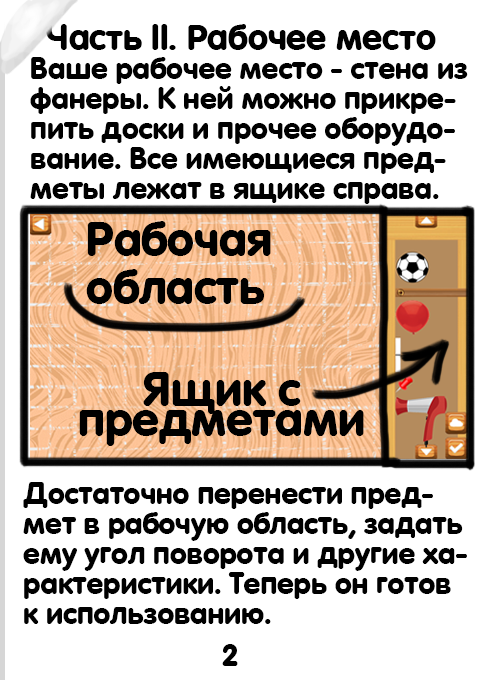 Часть II. Рабочее место
Ваше рабочее место - стена из
фанеры. К ней можно прикре-
пить доски и прочее оборудо-
вание. Все имеющиеся пред-
меты лежат в ящике справа.
Рабочая
область
Ящик с
предметами
Достаточно перенести пред-
мет в рабочую область, задать
ему угол поворота и другие ха-
рактеристики. Теперь он готов
к использованию.
2